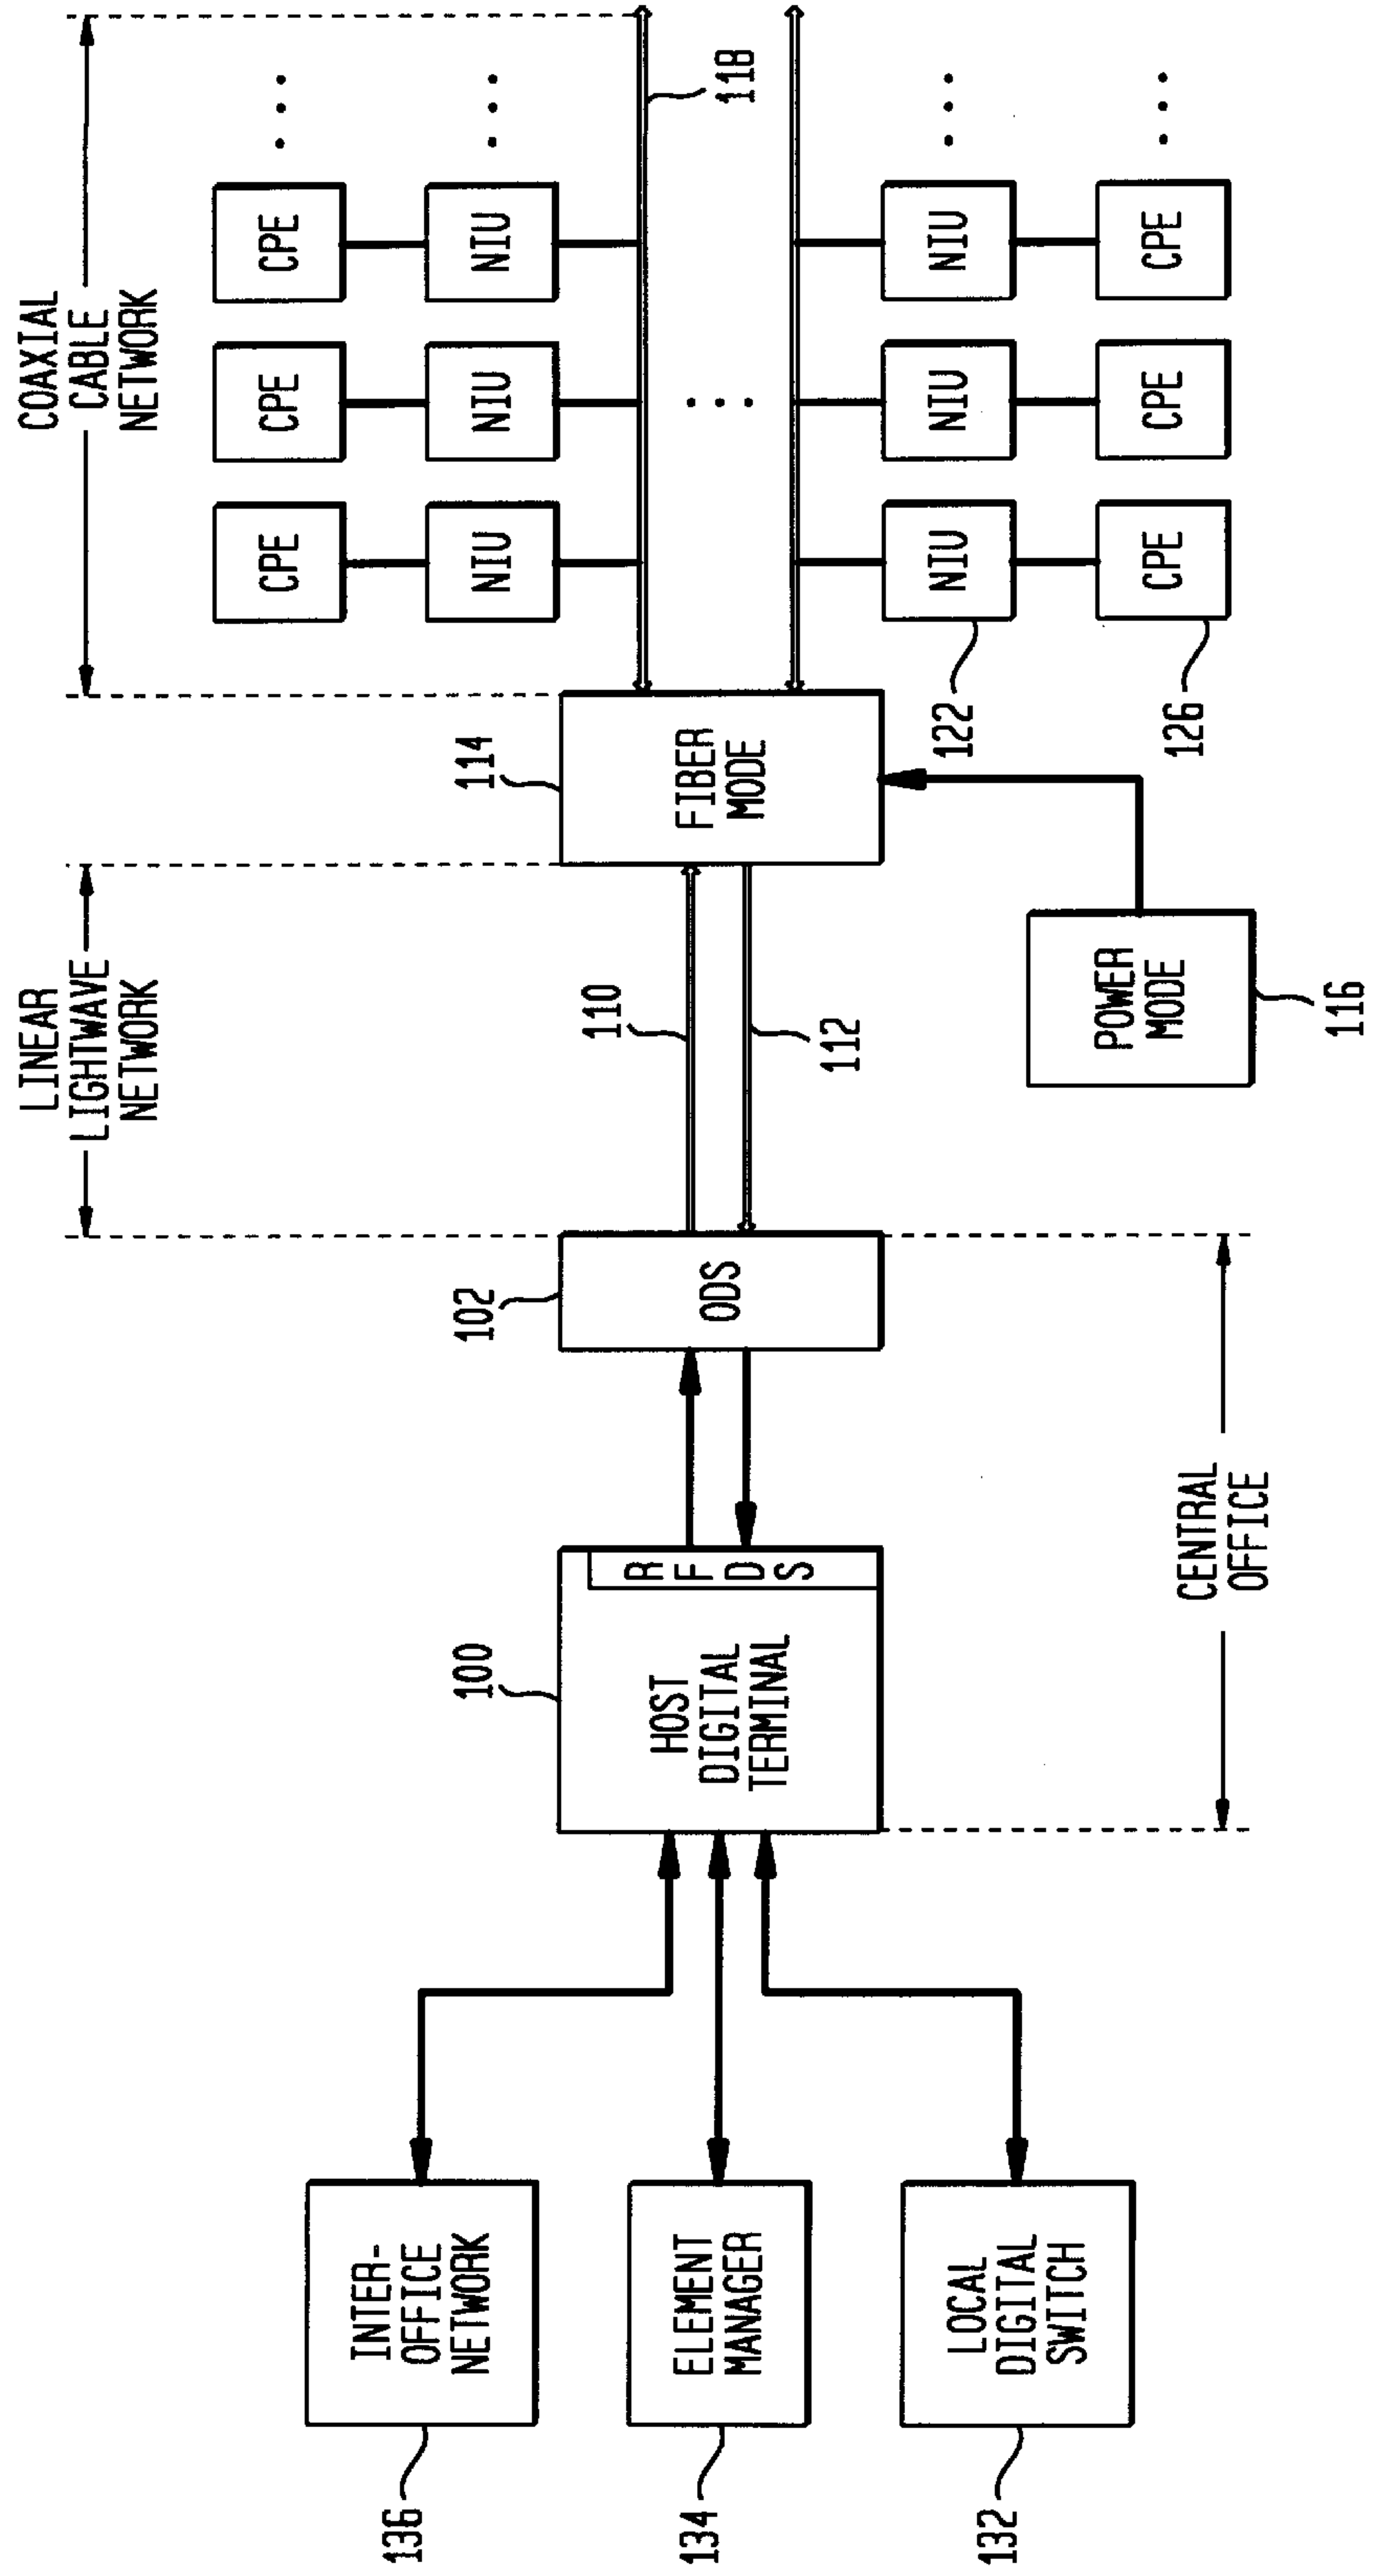 LINEAR
LIGHTWAVE
NETWORK
COAXIAL
CABLE
NETWORK
136
INTER-
OFFICE
NETWORK
134
ELEMENT
MANAGER
132
LOCAL
DIGITAL
SWITCH
100
HOST
DIGITAL
TERMINAL
R
F
D
S
102
ODS
CENTRAL
OFFICE
110
112
114
FIBER
MODE
116
POWER
MODE
CPE
CPE
CPE
NIU
NIU
NIU
118
NIU
NIU
NIU
122
CPE
CPE
CPE
126